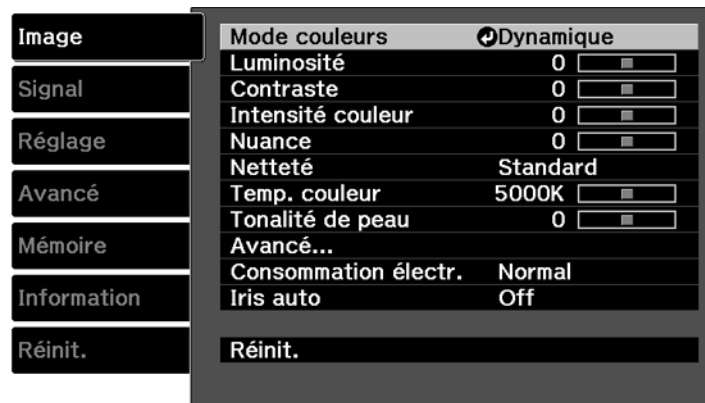 Image
Signal
Réglage
Avancé
Mémoire
Information
Réinit.
Mode couleurs Dynamique
Luminosité 0
Contraste 0
Intensité couleur 0
Nuance 0
Netteté Standard
Temp. couleur 5000K
Tonalité de peau 0
Avancé...
Consommation électr. Normal
Iris auto Off
Réinit.